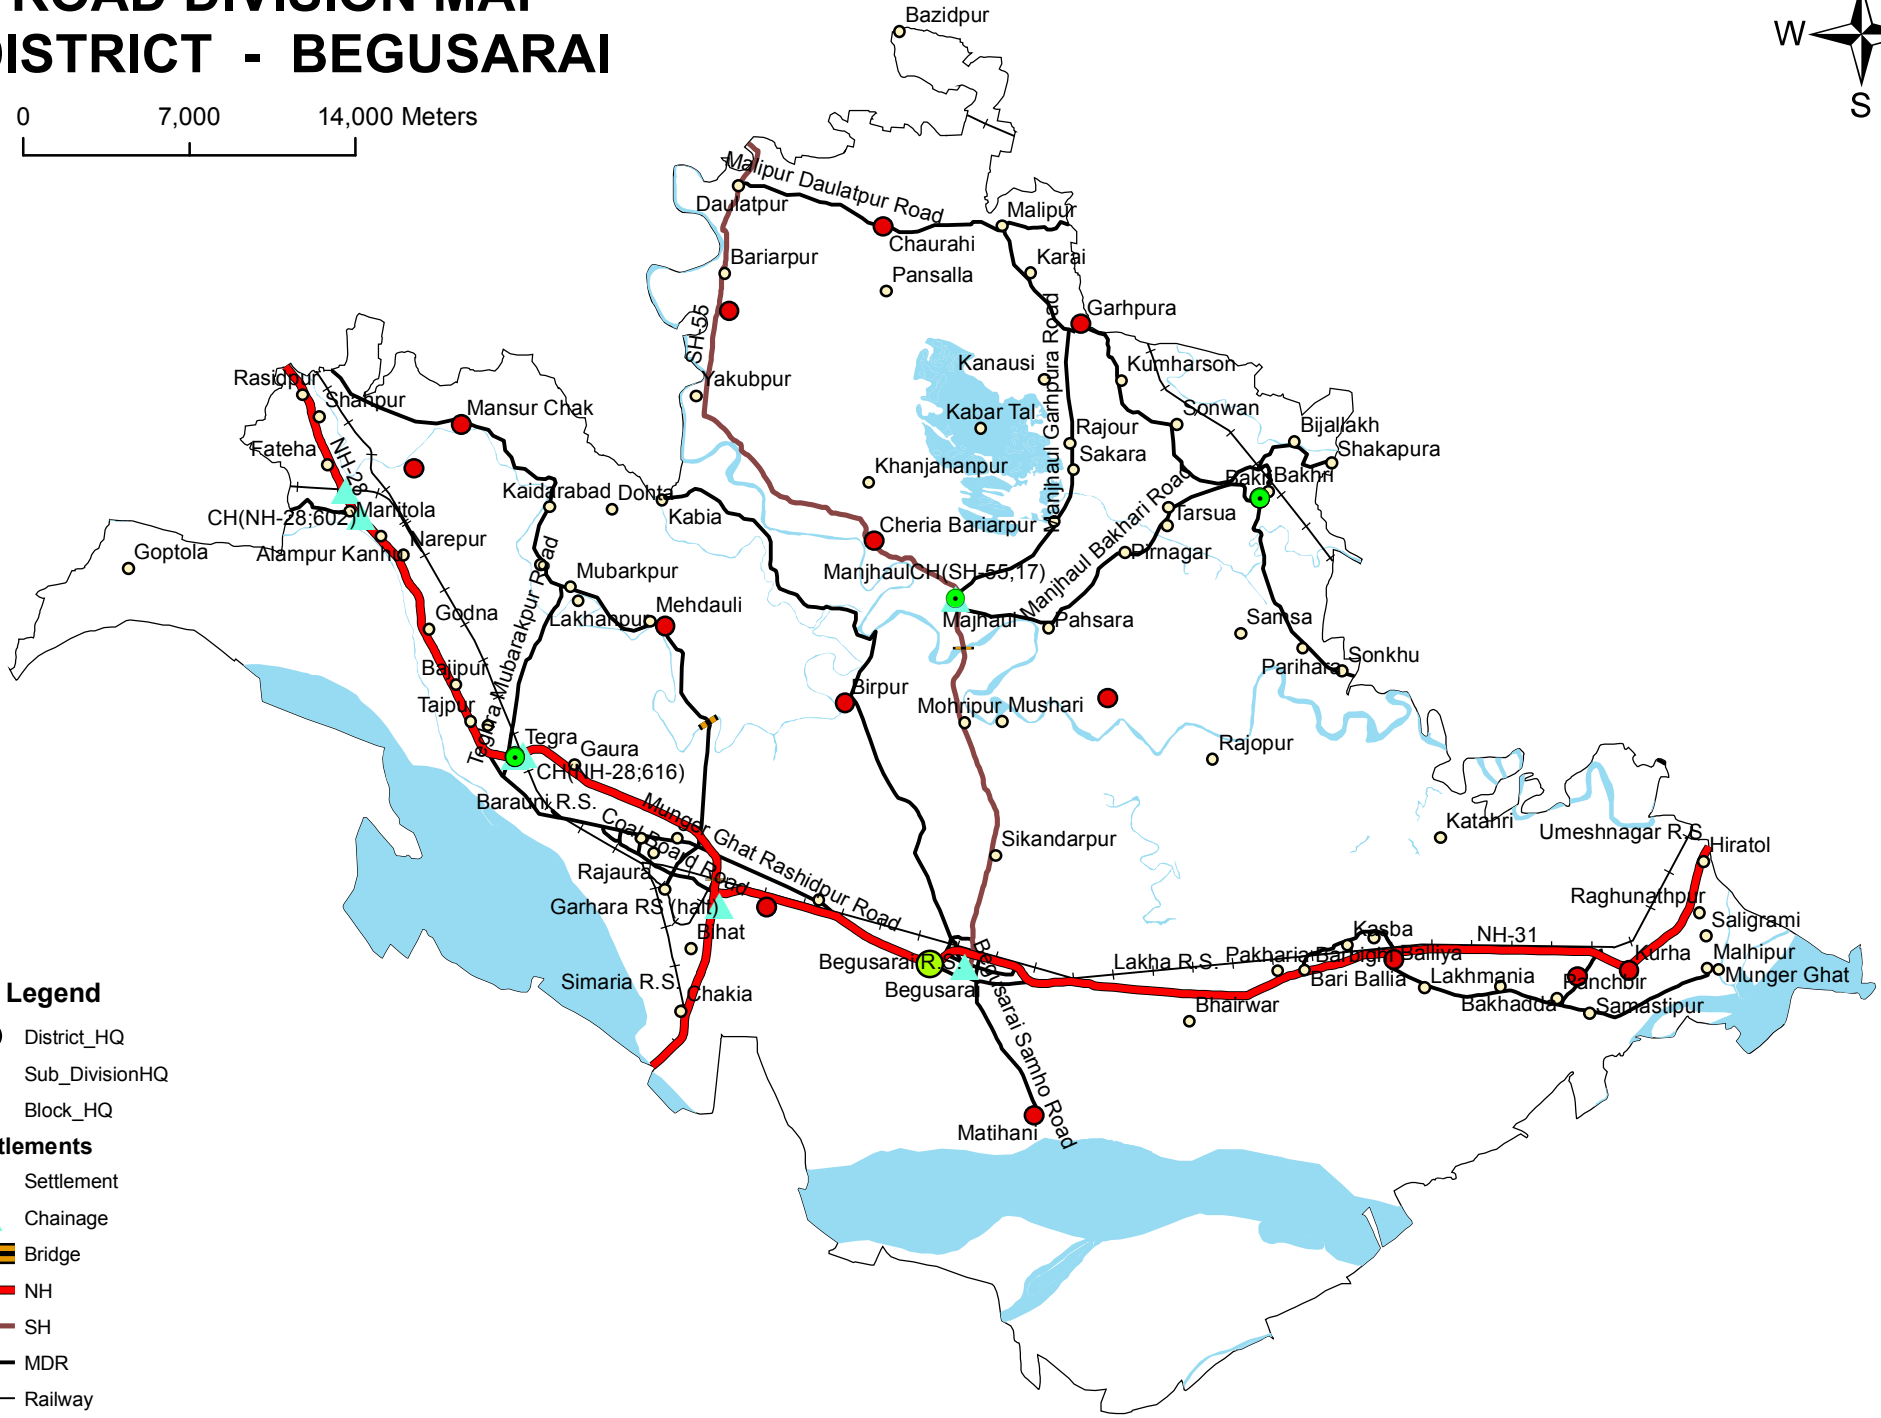 ROAD DIVISION MAP
DISTRICT - BEGUSARAI
0 7,000 14,000 Meters
W
S
Bazidpur
Malipur Daulatpur Road
Daulatpur
Malipur
Chaurahi
Bariarpur
Karai
Pansalla
Garhpura
SH-55
Manjhaul Garhpura Road
Kanausi
Kumharson
Rasidpur
Yakubpur
Shahpur
Mansur Chak
Kabar Tal
Sonwan
Rajour
Bijallakh
Fateha
NH-28
Sakara
Shakapura
Khanjahanpur
Bakhri
Kaidarabad
Dohta
Kabia
CH(NH-28;602)
Manjhaul Bakhari Road
Tarsua
Cheria Bariarpur
Goptola
Alampur Kanhu
Narepur
Pirnagar
Mubarkpur
ManjhaulCH(SH-55;17)
Tegra Mubarakpur Road
Godna
Lakhanpur
Mehdauli
Majhaul
Pahsara
Samsa
Bajipur
Parihara
Sonkhu
Birpur
Tajpur
Mohripur
Mushari
Tegra
Gaura
Rajopur
CH(NH-28;616)
Barauni R.S.
Munger Ghat Rashidpur Road
Coal Board Road
Sikandarpur
Katahri
Umeshnagar R.S
Hiratol
Rajaura
Raghunathpur
Garhara RS (halt)
Bihat
Saligrami
Kasba
NH-31
Begusarai R.S.
Lakha R.S.
Pakharia
Barbighi
Balliya
Malhipur
Kurha
Simaria R.S.
Chakia
Begusarai
Bari Ballia
Lakhmania
Panchbir
Munger Ghat
Bhairwar
Bakhadda
Samastipur
Begusarai Samho Road
Matihani
Legend
District_HQ
Sub_DivisionHQ
Block_HQ
tlements
Settlement
Chainage
Bridge
NH
SH
MDR
Railway